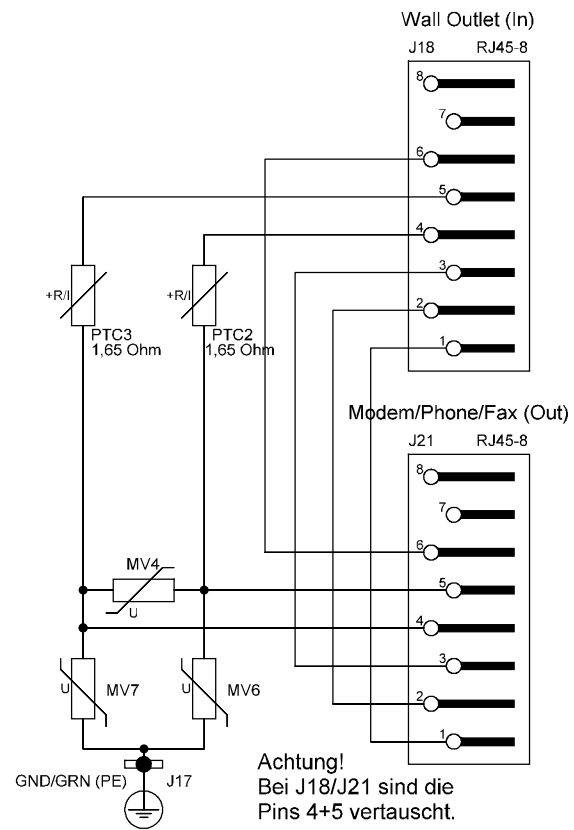 Wall Outlet (In)
J18 RJ45-8
8
7
6
5
4
3
2
1
+R/I
+R/I
PTC3
1,65 Ohm
PTC2
1,65 Ohm
Modem/Phone/Fax (Out)
J21 RJ45-8
8
7
6
5
4
3
2
1
MV4
U
U
MV7
U
MV6
GND/GRN (PE)
J17
Achtung!
Bei J18/J21 sind die
Pins 4+5 vertauscht.